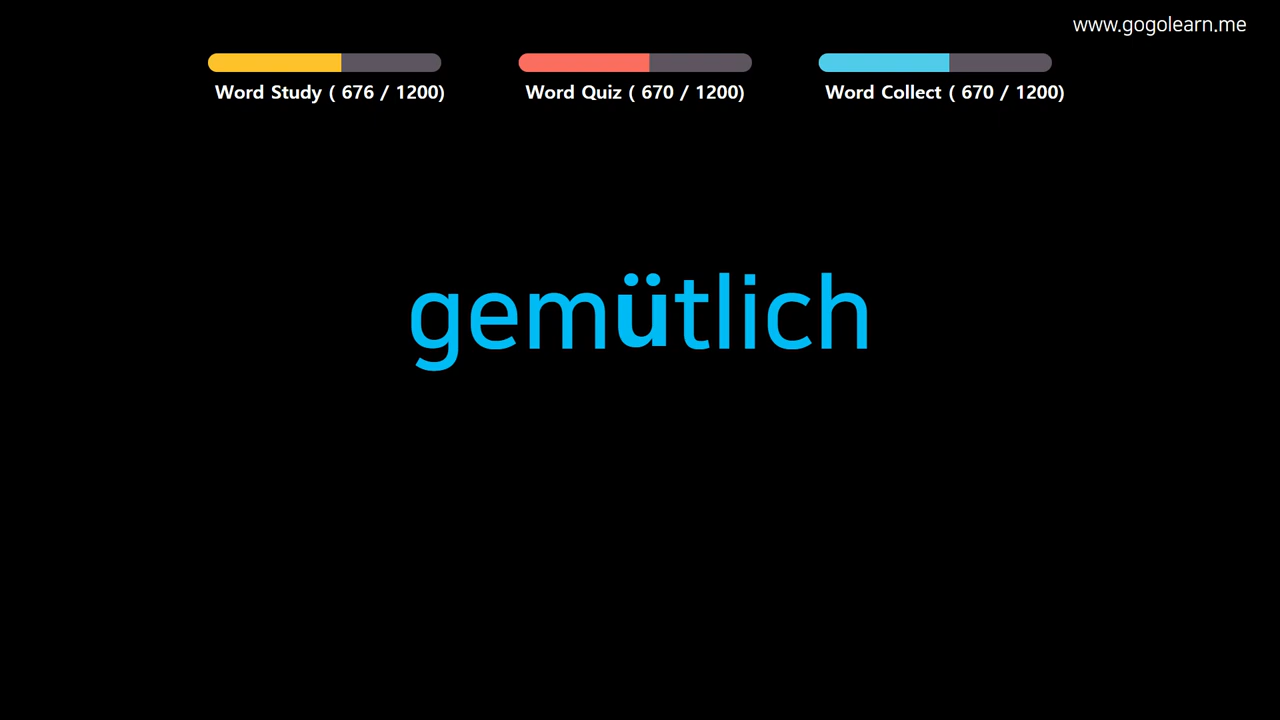 www.gogolearn.me
Word Study ( 676 / 1200)
Word Quiz ( 670 / 1200)
Word Collect ( 670 / 1200)
gemütlich